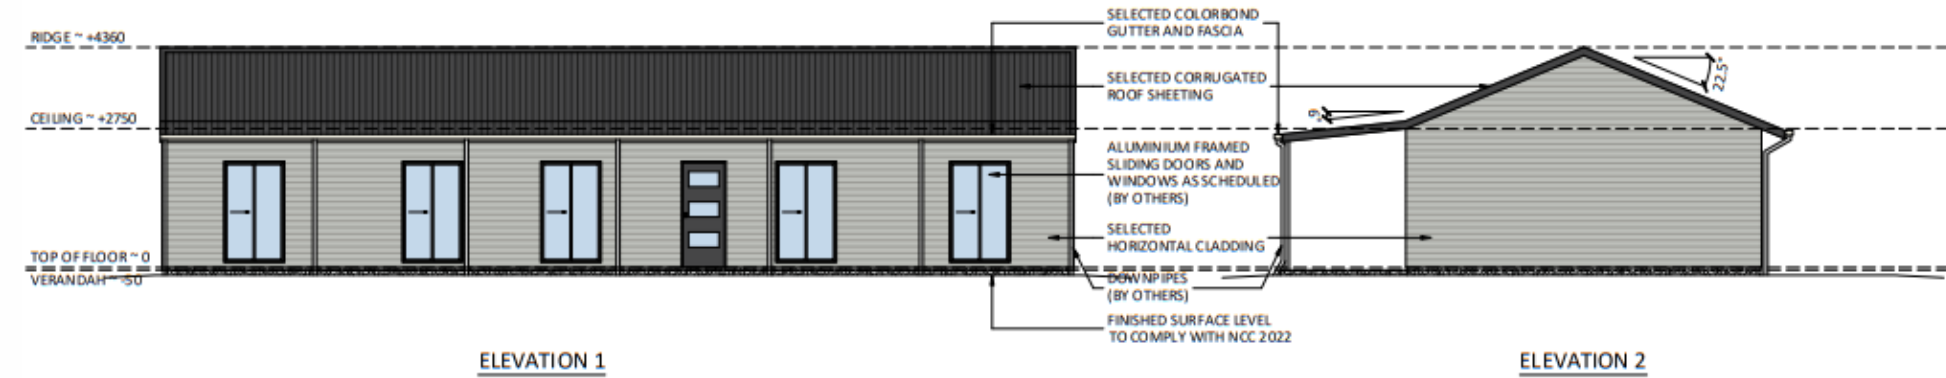 SELECTED COLORBOND
GUTTER AND FASCIA
RIDGE ~ +4360
SELECTED CORRUGATED
ROOF SHEETING
22.5°
CEILING ~ +2750
6°
ALUMINIUM FRAMED
SLIDING DOORS AND
WINDOWS AS SCHEDULED
(BY OTHERS)
SELECTED
HORIZONTAL CLADDING
TOP OF FLOOR ~ 0
VERANDAH ~ -50
DOWNPIPES
(BY OTHERS)
FINISHED SURFACE LEVEL
TO COMPLY WITH NCC 2022
ELEVATION 1
ELEVATION 2